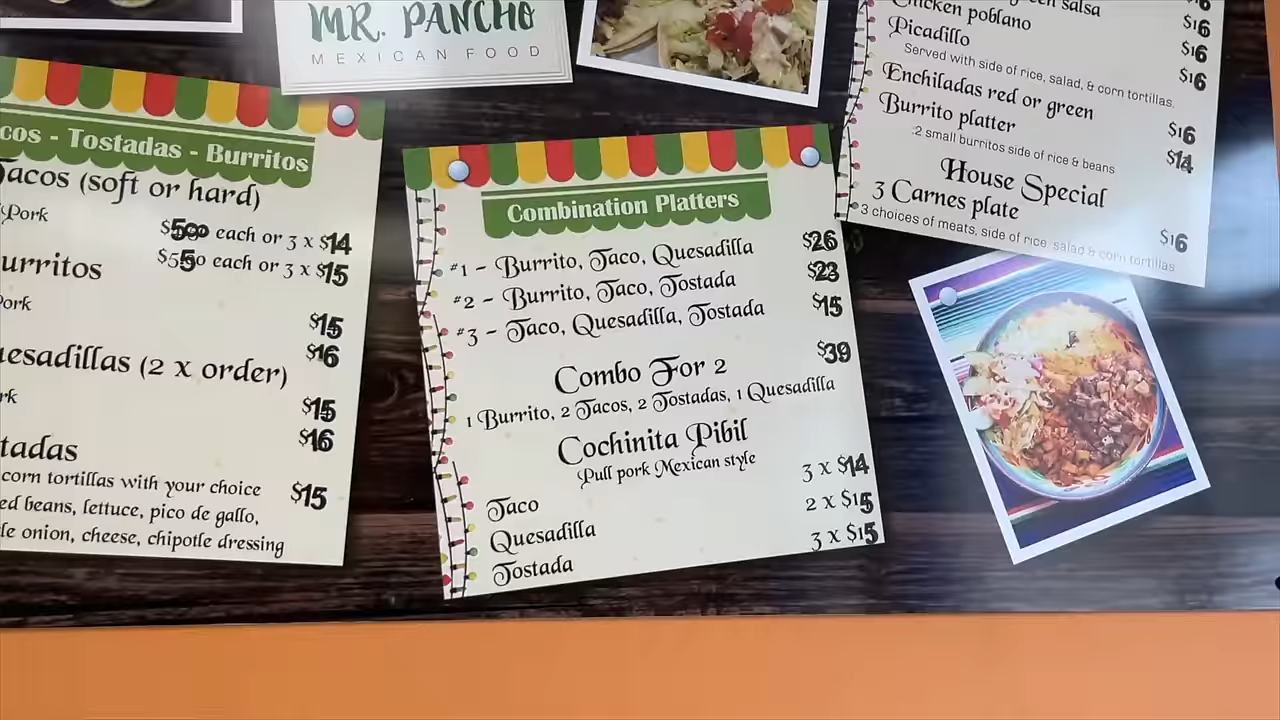 MR. PANCHO
MEXICAN FOOD
cos - Tostadas - Burritos
Tacos (soft or hard)
Pork
$5 each or 3 x $14
$5 each or 3 x $15
urritos
Pork
$15
$16
uesadillas (2 x order)
rk
$15
$16
tadas
corn tortillas with your choice $15
ed beans, lettuce, pico de gallo,
le onion, cheese, chipotle dressing
Combination Platters
#1 - Burrito, Taco, Quesadilla $26
#2 - Burrito, Taco, Tostada $23
#3 - Taco, Quesadilla, Tostada $15
Combo For 2 $39
1 Burrito, 2 Tacos, 2 Tostadas, 1 Quesadilla
Cochinita Pibil
Pull pork Mexican style
Taco 3 x $14
Quesadilla 2 x $15
Tostada 3 x $15
salsa $16
Chicken poblano $16
Picadillo $16
Served with side of rice, salad, & corn tortillas.
Enchiladas red or green $16
Burrito platter $14
2 small burritos side of rice & beans
House Special
3 Carnes plate $16
3 choices of meats, side of rice, salad & corn tortillas